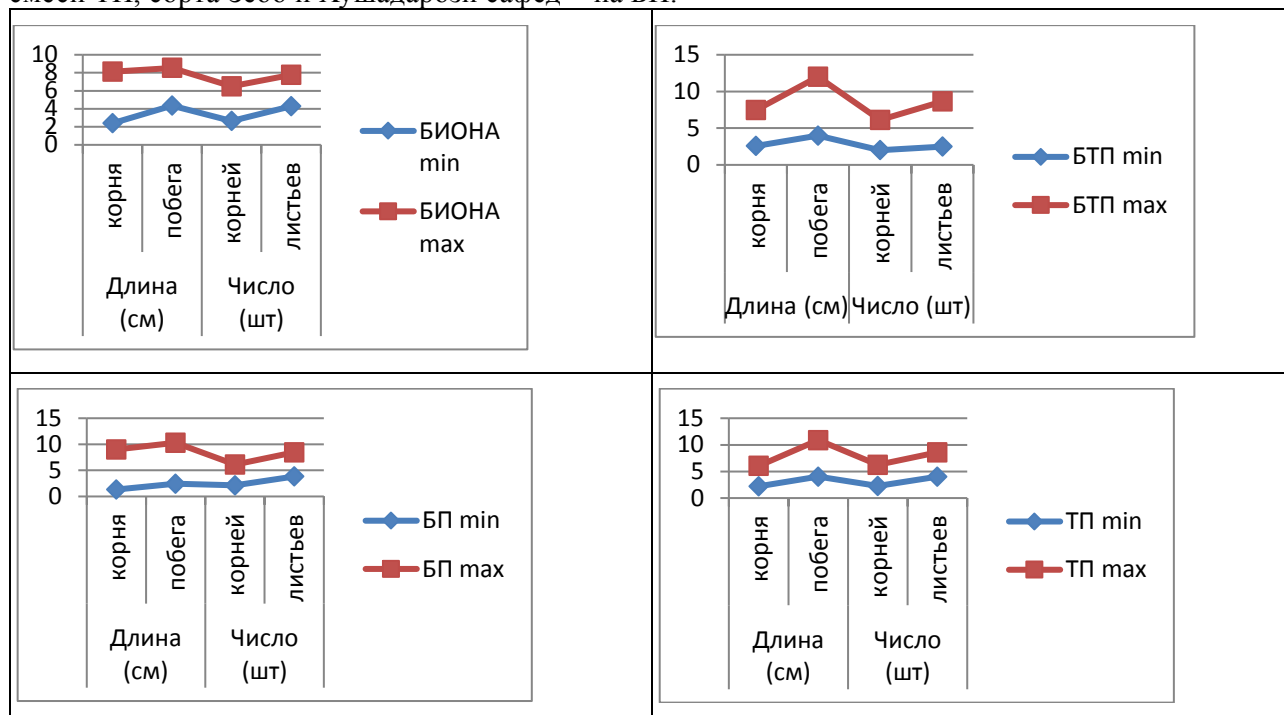 10
8
6
4
2
0
корня
побега
корней
листьев
Длина
(см)
Число
(шт)
БИОНА
min
БИОНА
max
15
10
5
0
корня
побега
корней
листьев
Длина (см)
Число (шт)
БТП min
БТП max
15
10
5
0
корня
побега
корней
листьев
Длина
(см)
Число
(шт)
БП min
БП max
15
10
5
0
корня
побега
корней
листьев
Длина
(см)
Число
(шт)
ТП min
ТП max